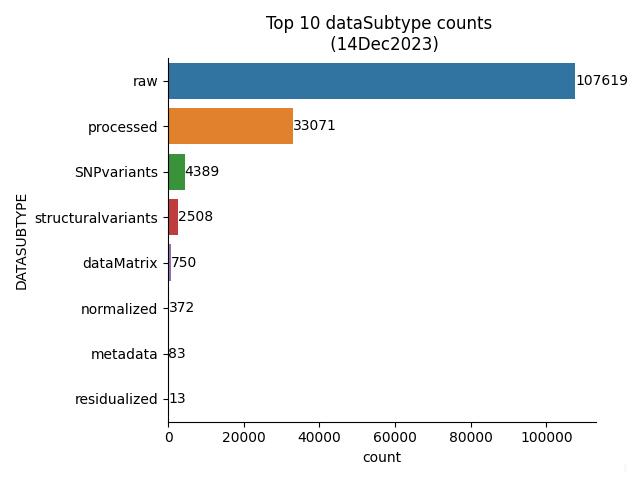 Top 10 dataSubtype counts
(14Dec2023)
DATASUBTYPE
raw 107619
processed 33071
SNPvariants 4389
structuralvariants 2508
dataMatrix 750
normalized 372
metadata 83
residualized 13
0 20000 40000 60000 80000 100000
count